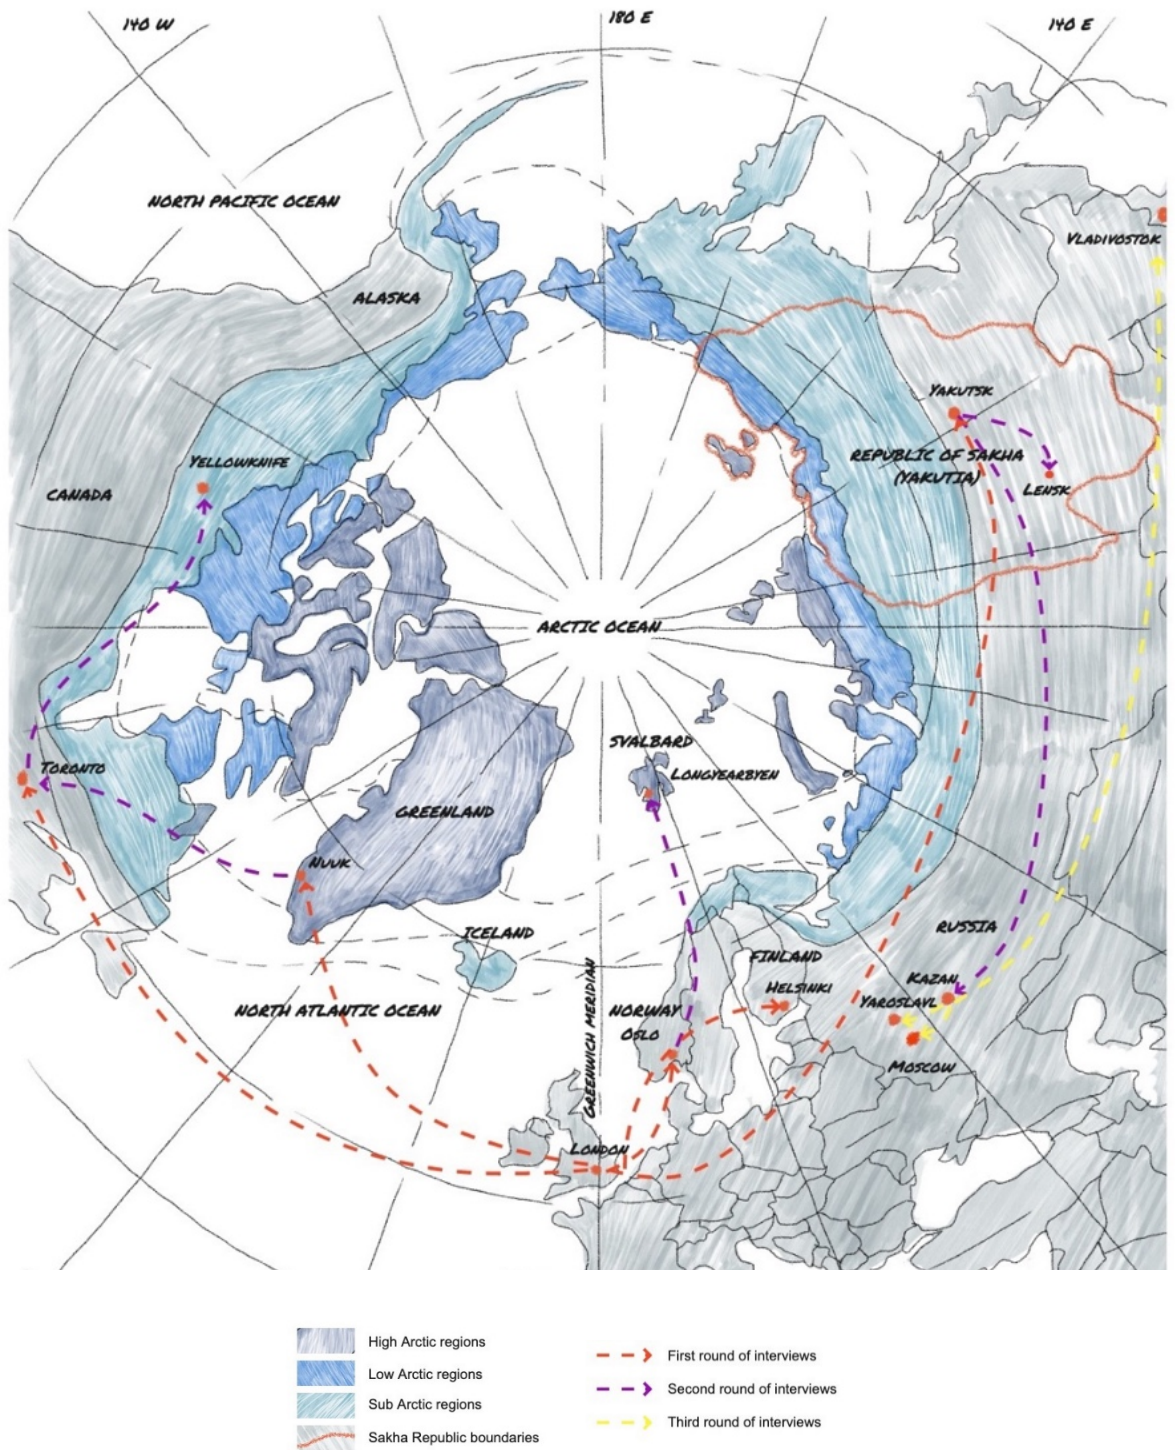 140 W
180 E
140 E
NORTH PACIFIC OCEAN
VLADIVOSTOK
ALASKA
YAKUTSK
REPUBLIC OF SAKHA
(YAKUTIA)
YELLOWKNIFE
CANADA
LENSK
ARCTIC OCEAN
SVALBARD
LONGYEARBYEN
TORONTO
GREENLAND
NUUK
ICELAND
RUSSIA
FINLAND
HELSINKI
KAZAN
YAROSLAVL
NORTH ATLANTIC OCEAN
GREENWICH MERIDIAN
NORWAY
OSLO
MOSCOW
LONDON
High Arctic regions
Low Arctic regions
Sub Arctic regions
Sakha Republic boundaries
First round of interviews
Second round of interviews
Third round of interviews